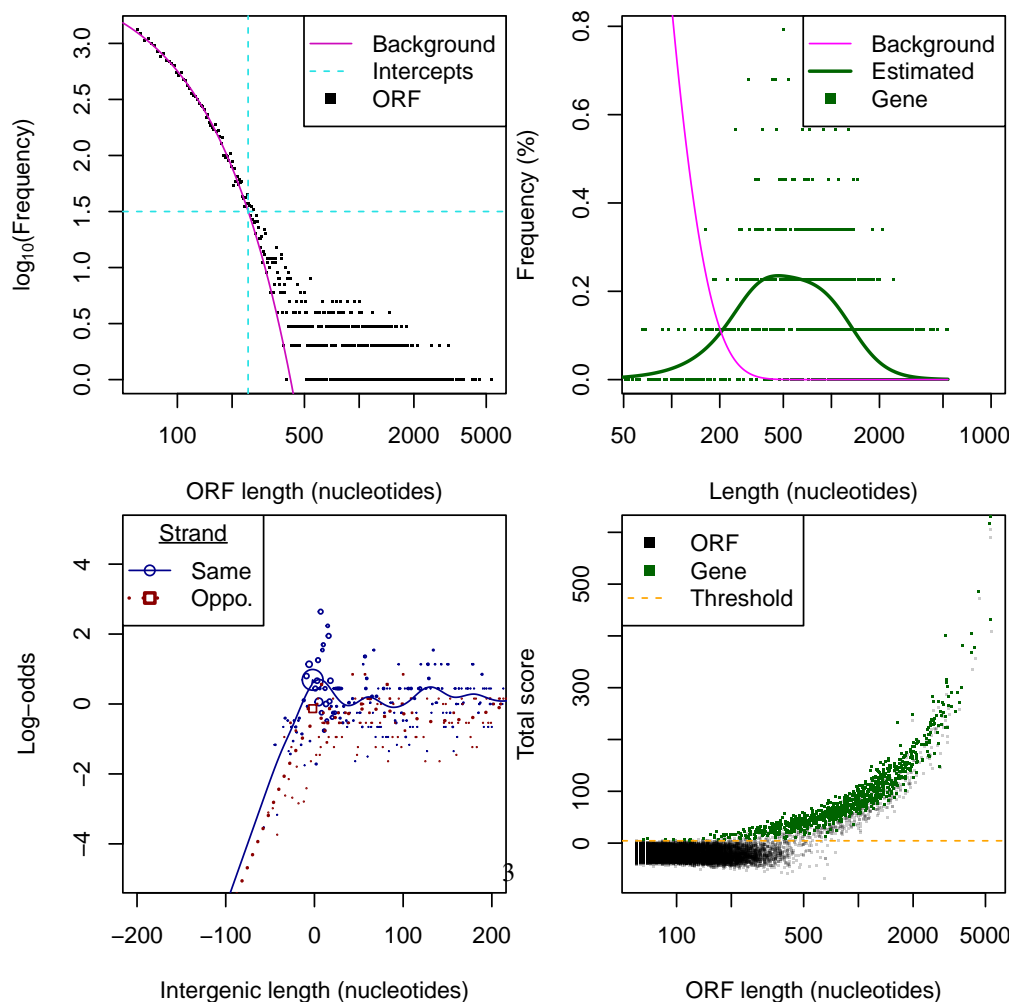 Background
Intercepts
ORF
log10(Frequency)
0.0 0.5 1.0 1.5 2.0 2.5 3.0
100 500 2000 5000
ORF length (nucleotides)
Background
Estimated
Gene
Frequency (%)
0.0 0.2 0.4 0.6 0.8
50 200 500 2000 1000
Length (nucleotides)
Strand
Same
Oppo.
Log−odds
−4 −2 0 2 4
3
−200 −100 0 100 200
Intergenic length (nucleotides)
ORF
Gene
Threshold
Total score
0 100 300 500
100 500 2000 5000
ORF length (nucleotides)